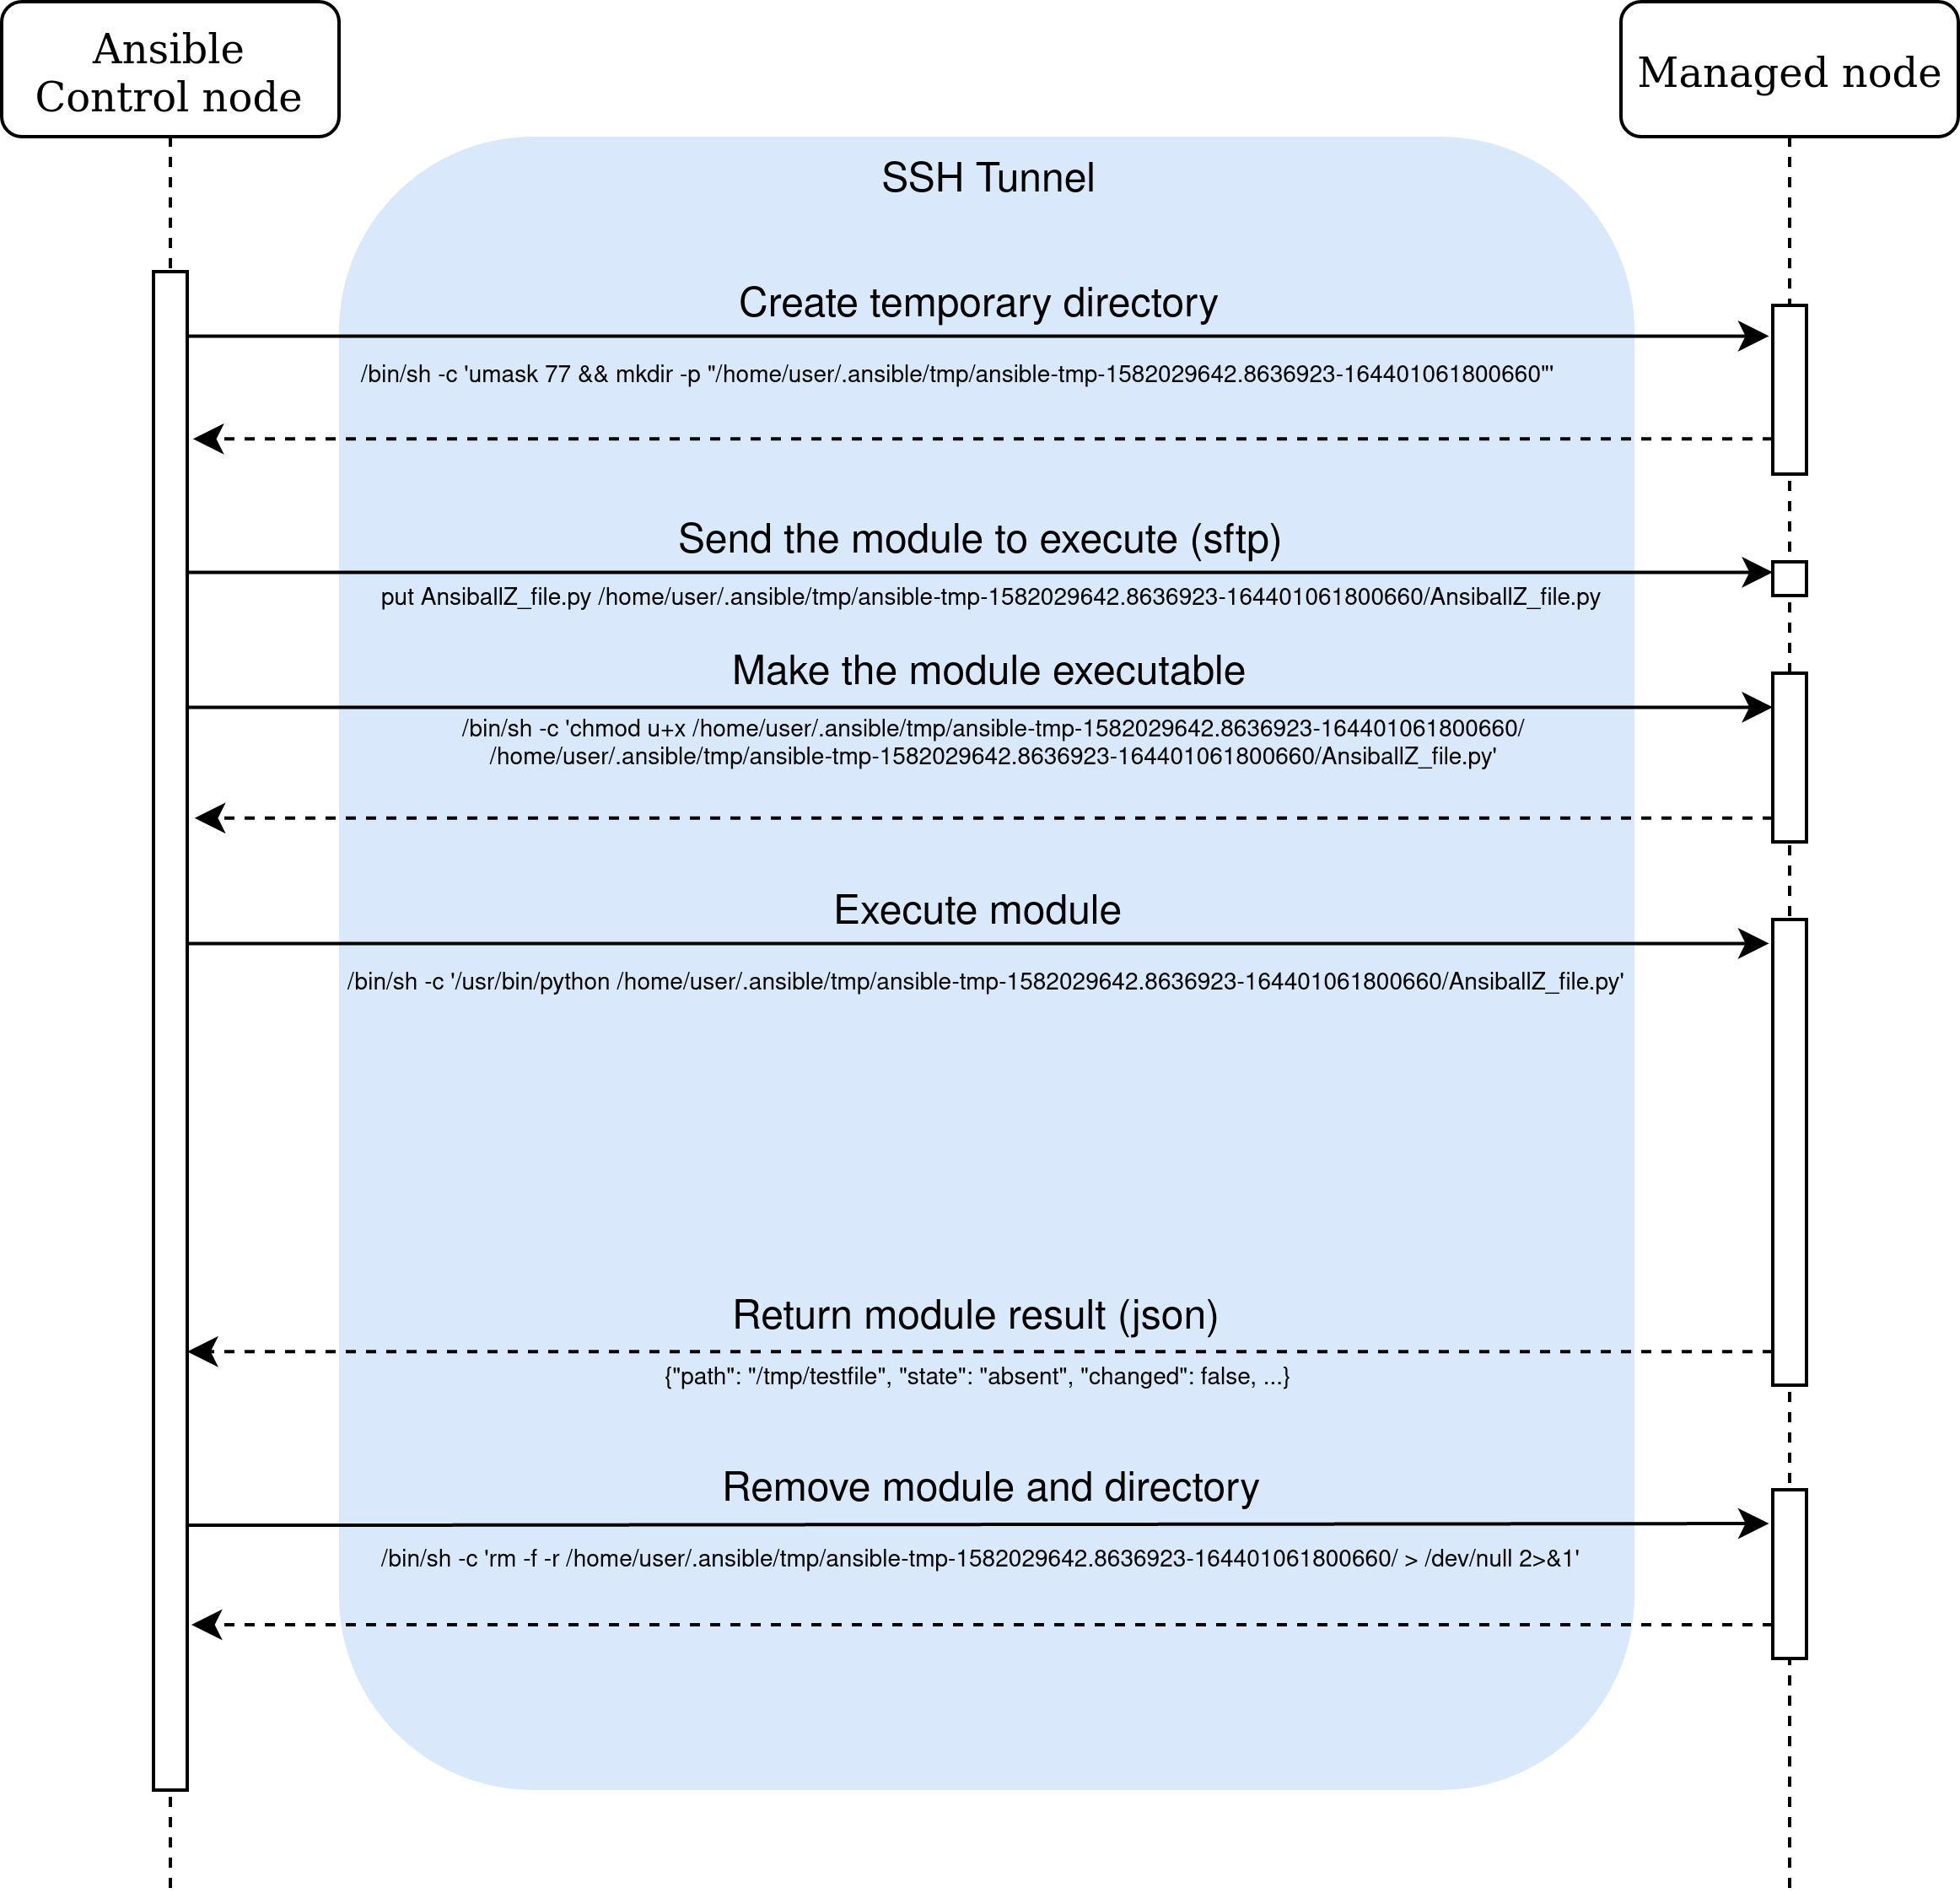 Ansible
Control node
Managed node
SSH Tunnel
Create temporary directory
/bin/sh -c 'umask 77 && mkdir -p "/home/user/.ansible/tmp/ansible-tmp-1582029642.8636923-164401061800660"'
Send the module to execute (sftp)
put AnsiballZ_file.py /home/user/.ansible/tmp/ansible-tmp-1582029642.8636923-164401061800660/AnsiballZ_file.py
Make the module executable
/bin/sh -c 'chmod u+x /home/user/.ansible/tmp/ansible-tmp-1582029642.8636923-164401061800660/
/home/user/.ansible/tmp/ansible-tmp-1582029642.8636923-164401061800660/AnsiballZ_file.py'
Execute module
/bin/sh -c '/usr/bin/python /home/user/.ansible/tmp/ansible-tmp-1582029642.8636923-164401061800660/AnsiballZ_file.py'
Return module result (json)
{"path": "/tmp/testfile", "state": "absent", "changed": false, ...}
Remove module and directory
/bin/sh -c 'rm -f -r /home/user/.ansible/tmp/ansible-tmp-1582029642.8636923-164401061800660/ > /dev/null 2>&1'